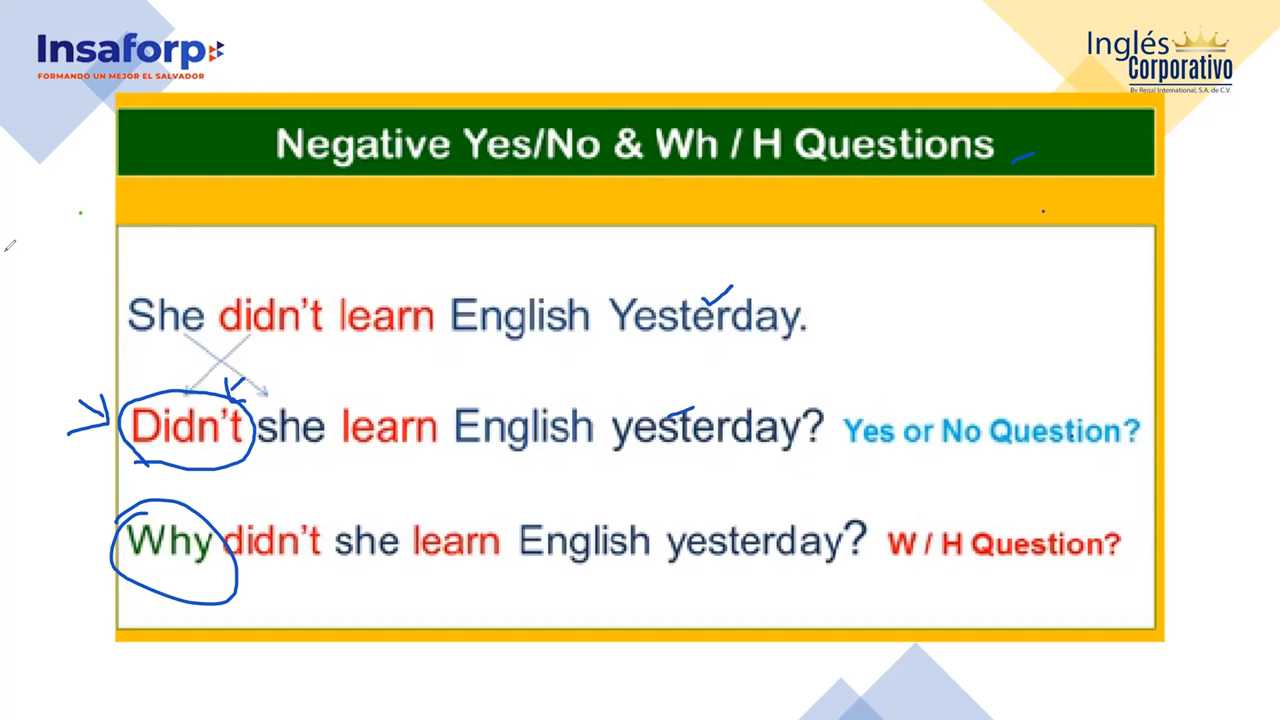 Insaforp
FORMANDO UN MEJOR EL SALVADOR
Inglés
Corporativo
By Regal International, S.A. de C.V.
Negative Yes/No & Wh / H Questions
She didn't learn English Yesterday.
Didn't she learn English yesterday? Yes or No Question?
Why didn't she learn English yesterday? W / H Question?